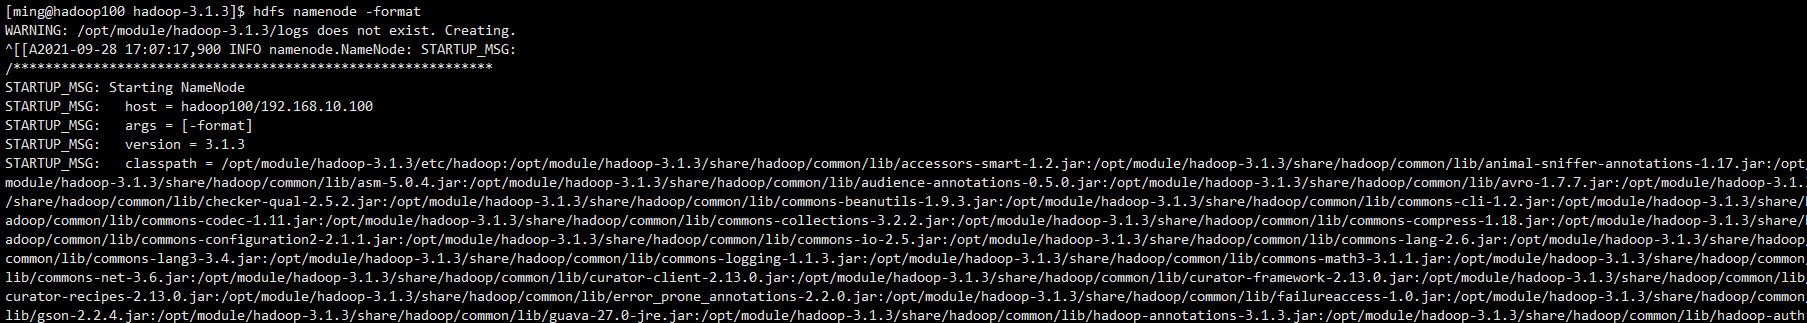 [ming@hadoop100 hadoop-3.1.3]$ hdfs namenode -format
WARNING: /opt/module/hadoop-3.1.3/logs does not exist. Creating.
^[[A2021-09-28 17:07:17,900 INFO namenode.NameNode: STARTUP_MSG:
/************************************************************
STARTUP_MSG: Starting NameNode
STARTUP_MSG:   host = hadoop100/192.168.10.100
STARTUP_MSG:   args = [-format]
STARTUP_MSG:   version = 3.1.3
STARTUP_MSG:   classpath = /opt/module/hadoop-3.1.3/etc/hadoop:/opt/module/hadoop-3.1.3/share/hadoop/common/lib/accessors-smart-1.2.jar:/opt/module/hadoop-3.1.3/share/hadoop/common/lib/animal-sniffer-annotations-1.17.jar:/opt
module/hadoop-3.1.3/share/hadoop/common/lib/asm-5.0.4.jar:/opt/module/hadoop-3.1.3/share/hadoop/common/lib/audience-annotations-0.5.0.jar:/opt/module/hadoop-3.1.3/share/hadoop/common/lib/avro-1.7.7.jar:/opt/module/hadoop-3.1.
/share/hadoop/common/lib/checker-qual-2.5.2.jar:/opt/module/hadoop-3.1.3/share/hadoop/common/lib/commons-beanutils-1.9.3.jar:/opt/module/hadoop-3.1.3/share/hadoop/common/lib/commons-cli-1.2.jar:/opt/module/hadoop-3.1.3/share/h
adoop/common/lib/commons-codec-1.11.jar:/opt/module/hadoop-3.1.3/share/hadoop/common/lib/commons-collections-3.2.2.jar:/opt/module/hadoop-3.1.3/share/hadoop/common/lib/commons-compress-1.18.jar:/opt/module/hadoop-3.1.3/share/h
adoop/common/lib/commons-configuration2-2.1.1.jar:/opt/module/hadoop-3.1.3/share/hadoop/common/lib/commons-io-2.5.jar:/opt/module/hadoop-3.1.3/share/hadoop/common/lib/commons-lang-2.6.jar:/opt/module/hadoop-3.1.3/share/hadoop/
common/lib/commons-lang3-3.4.jar:/opt/module/hadoop-3.1.3/share/hadoop/common/lib/commons-logging-1.1.3.jar:/opt/module/hadoop-3.1.3/share/hadoop/common/lib/commons-math3-3.1.1.jar:/opt/module/hadoop-3.1.3/share/hadoop/common/
lib/commons-net-3.6.jar:/opt/module/hadoop-3.1.3/share/hadoop/common/lib/curator-client-2.13.0.jar:/opt/module/hadoop-3.1.3/share/hadoop/common/lib/curator-framework-2.13.0.jar:/opt/module/hadoop-3.1.3/share/hadoop/common/lib/
curator-recipes-2.13.0.jar:/opt/module/hadoop-3.1.3/share/hadoop/common/lib/error_prone_annotations-2.2.0.jar:/opt/module/hadoop-3.1.3/share/hadoop/common/lib/failureaccess-1.0.jar:/opt/module/hadoop-3.1.3/share/hadoop/common/
lib/gson-2.2.4.jar:/opt/module/hadoop-3.1.3/share/hadoop/common/lib/guava-27.0-jre.jar:/opt/module/hadoop-3.1.3/share/hadoop/common/lib/hadoop-annotations-3.1.3.jar:/opt/module/hadoop-3.1.3/share/hadoop/common/lib/hadoop-auth